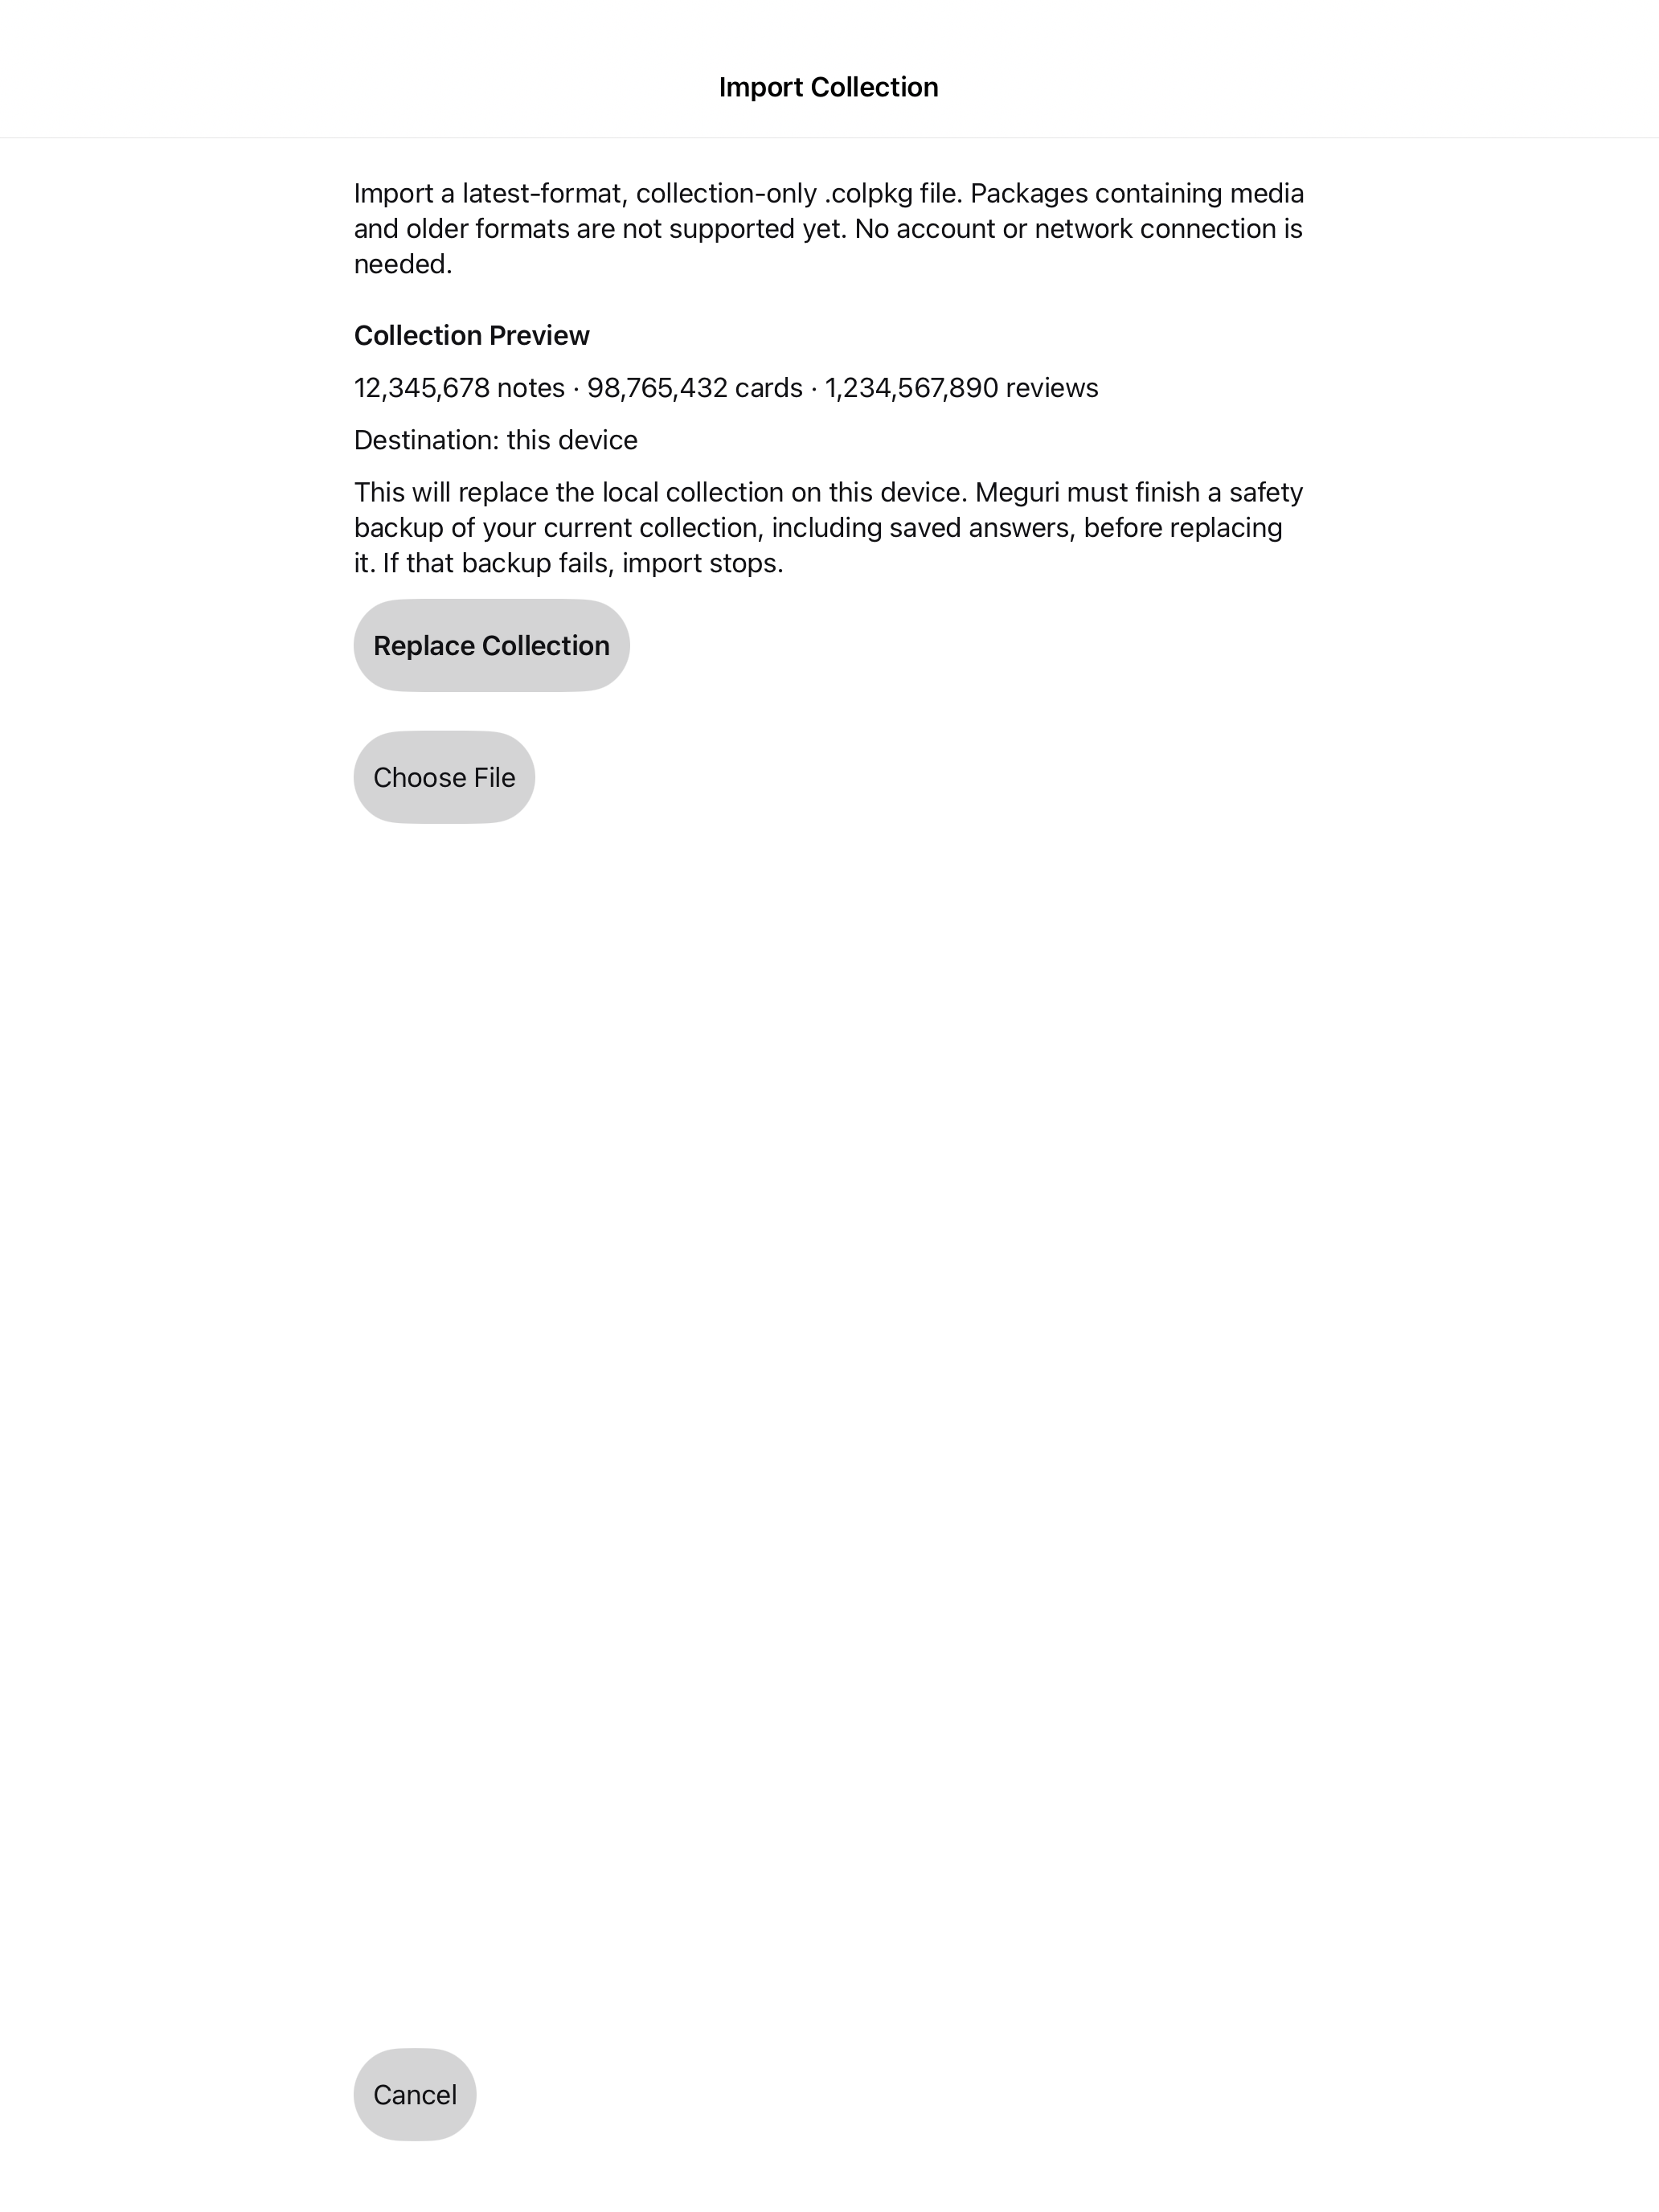 Import Collection
Import a latest-format, collection-only .colpkg file. Packages containing media
and older formats are not supported yet. No account or network connection is
needed.
Collection Preview
12,345,678 notes · 98,765,432 cards · 1,234,567,890 reviews
Destination: this device
This will replace the local collection on this device. Meguri must finish a safety
backup of your current collection, including saved answers, before replacing
it. If that backup fails, import stops.
Replace Collection
Choose File
Cancel